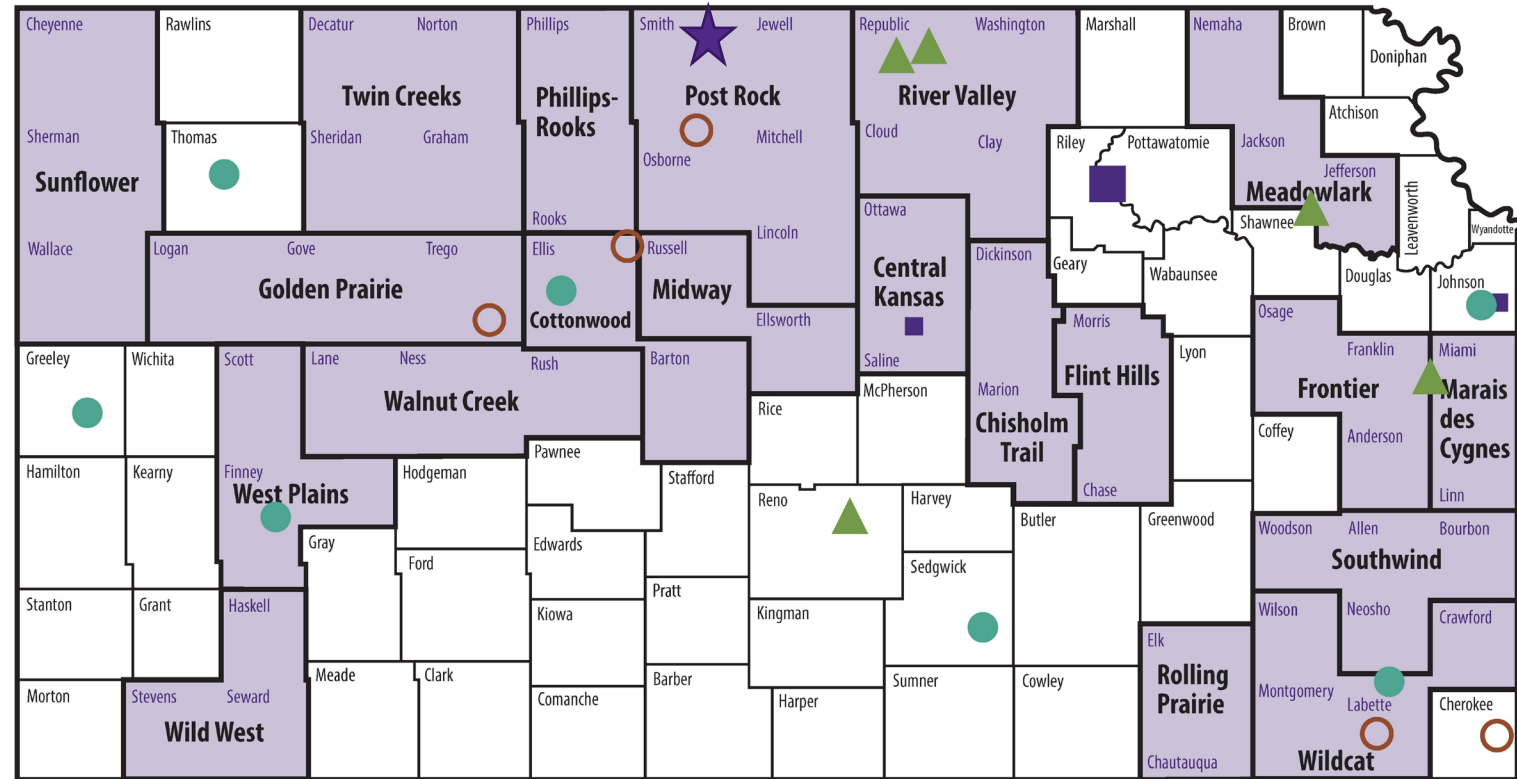 Cheyenne
Rawlins
Decatur
Norton
Phillips
Smith
Jewell
Republic
Washington
Marshall
Nemaha
Brown
Doniphan
Twin Creeks
Phillips-
Rooks
Post Rock
River Valley
Atchison
Sherman
Thomas
Sheridan
Graham
Osborne
Mitchell
Cloud
Clay
Riley
Pottawatomie
Jackson
Jefferson
Meadowlark
Leavenworth
Wyandotte
Sunflower
Rooks
Ottawa
Shawnee
Wallace
Logan
Gove
Trego
Ellis
Russell
Lincoln
Dickinson
Geary
Wabaunsee
Douglas
Johnson
Golden Prairie
Cottonwood
Midway
Central
Kansas
Ellsworth
Saline
Morris
Osage
Greeley
Wichita
Scott
Lane
Ness
Rush
Barton
Lyon
Franklin
Miami
Walnut Creek
Rice
McPherson
Marion
Flint Hills
Frontier
Marais
des
Cygnes
Chisholm
Trail
Coffey
Anderson
Hamilton
Kearny
Finney
West Plains
Hodgeman
Pawnee
Stafford
Reno
Harvey
Chase
Linn
Butler
Greenwood
Woodson
Allen
Bourbon
Southwind
Gray
Ford
Edwards
Sedgwick
Stanton
Grant
Haskell
Kiowa
Pratt
Kingman
Wilson
Neosho
Crawford
Elk
Rolling
Prairie
Morton
Stevens
Seward
Wild West
Meade
Clark
Comanche
Barber
Harper
Sumner
Cowley
Chautauqua
Montgomery
Labette
Wildcat
Cherokee